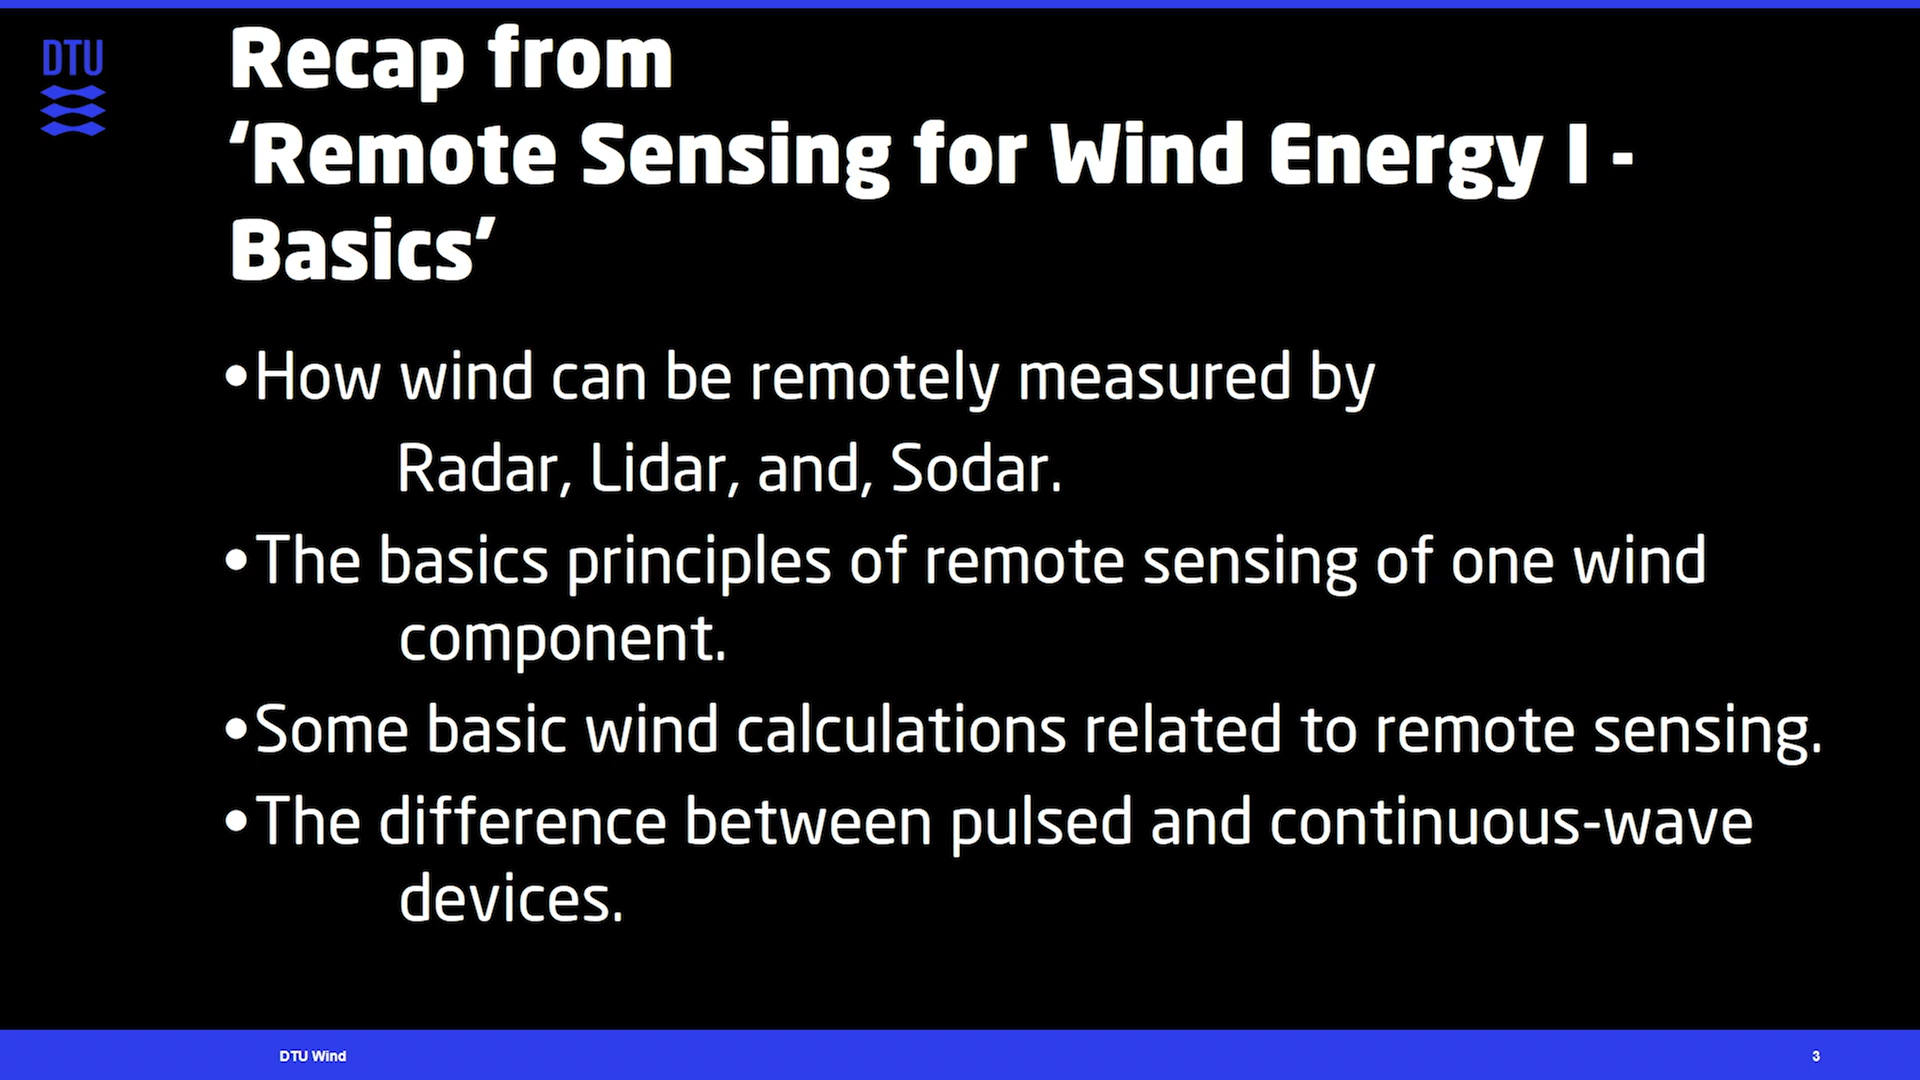 DTU
Recap from
‘Remote Sensing for Wind Energy I -
Basics’
•How wind can be remotely measured by
Radar, Lidar, and, Sodar.
•The basics principles of remote sensing of one wind
component.
•Some basic wind calculations related to remote sensing.
•The difference between pulsed and continuous-wave
devices.
DTU Wind
3